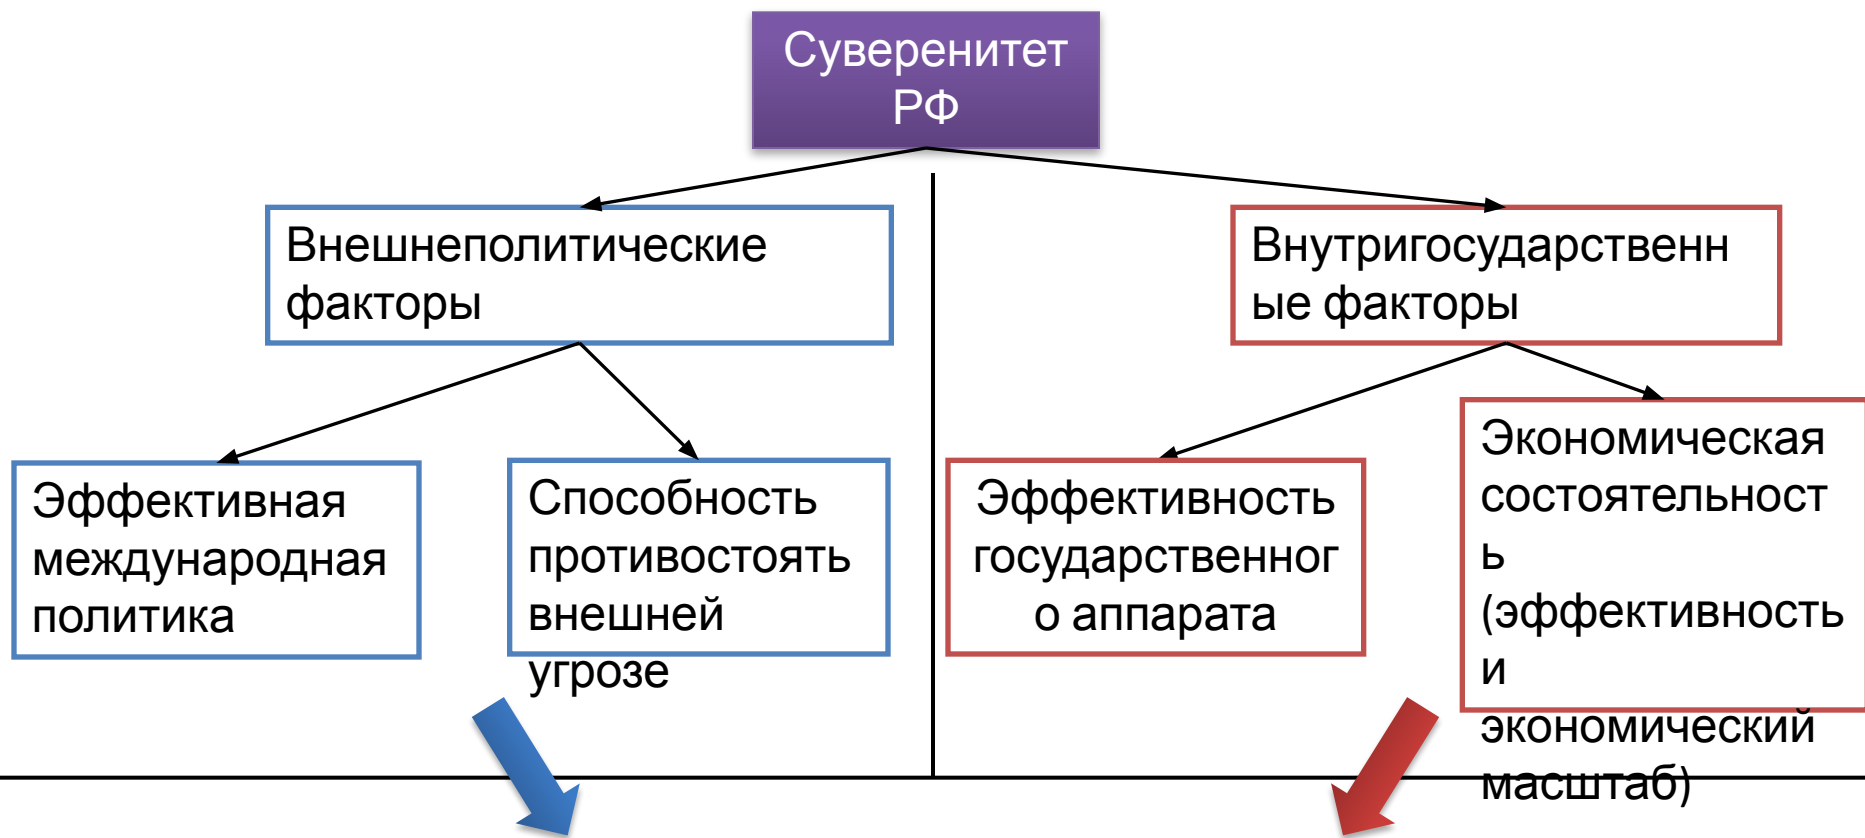 Суверенитет
РФ
Внешнеполитические
факторы
Внутригосударственн
ые факторы
Эффективная
международная
политика
Способность
противостоять
внешней
угрозе
Эффективность
государственног
о аппарата
Экономическая
состоятельност
ь
(эффективность
и
экономический
масштаб)